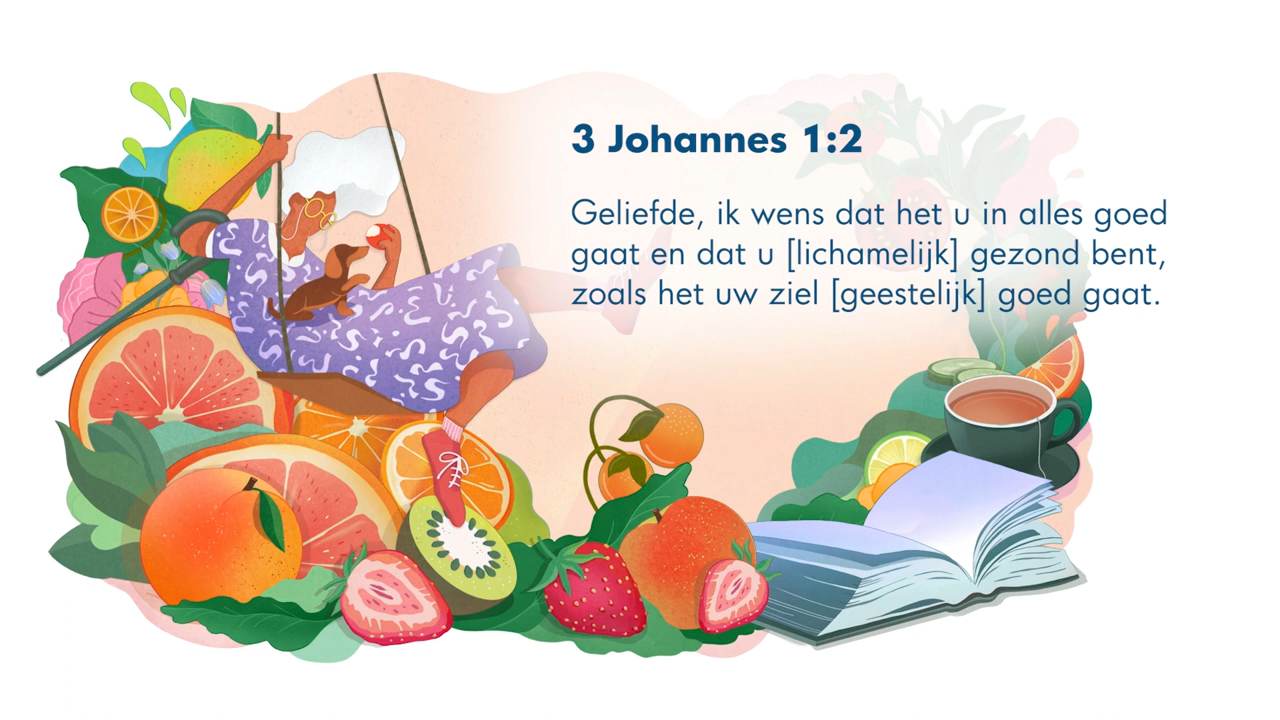 3 Johannes 1:2
Geliefde, ik wens dat het u in alles goed
gaat en dat u [lichamelijk] gezond bent,
zoals het uw ziel [geestelijk] goed gaat.